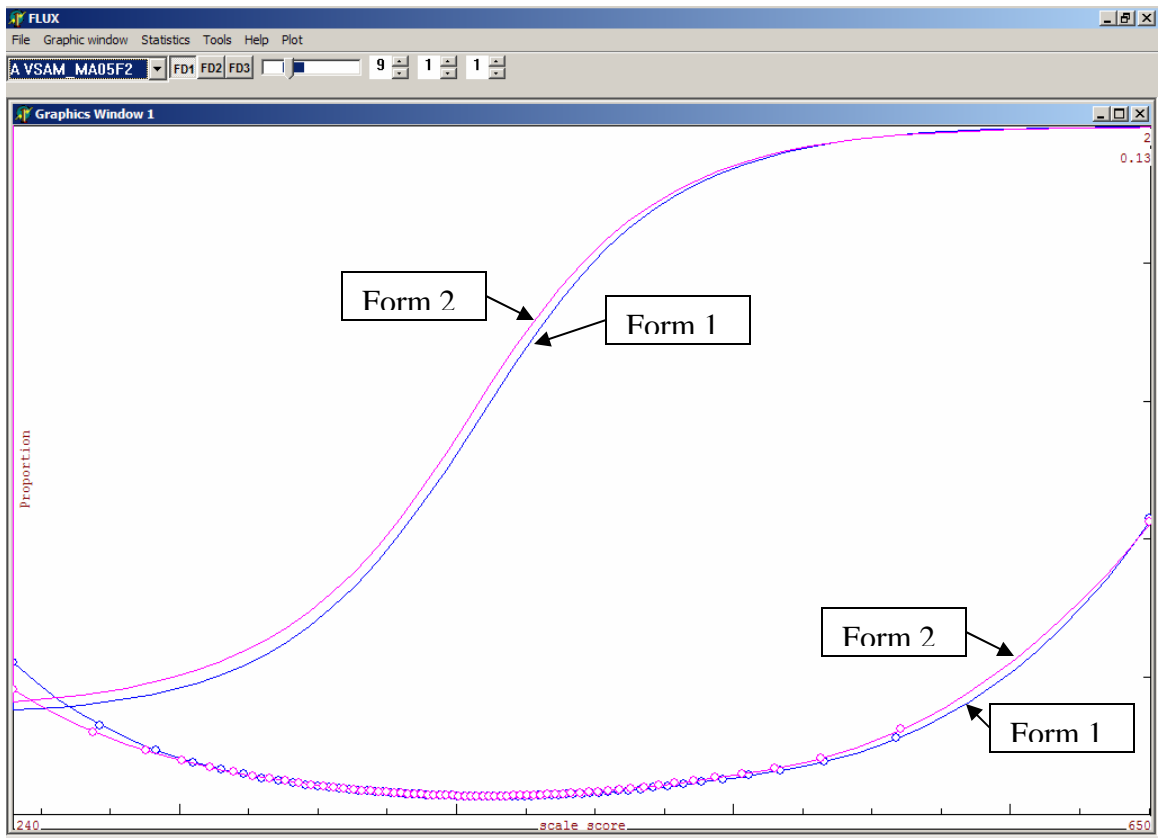 FLUX
File Graphic window Statistics Tools Help Plot
A VSAM_MA05F2 FD1 FD2 FD3 9 1 1
Graphics Window 1
2
0.13
Form 2
Form 1
Proportion
Form 2
Form 1
240 scale score 650